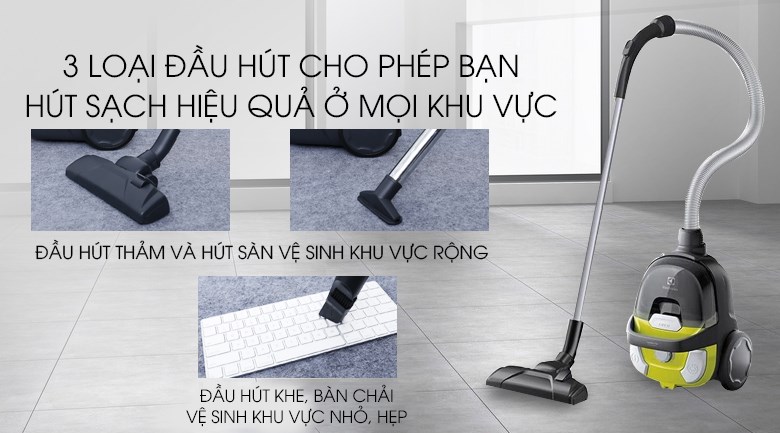 3 LOẠI ĐẦU HÚT CHO PHÉP BẠN
HÚT SẠCH HIỆU QUẢ Ở MỌI KHU VỰC
ĐẦU HÚT THẢM VÀ HÚT SÀN VỆ SINH KHU VỰC RỘNG
ĐẦU HÚT KHE, BÀN CHẢI
VỆ SINH KHU VỰC NHỎ, HẸP